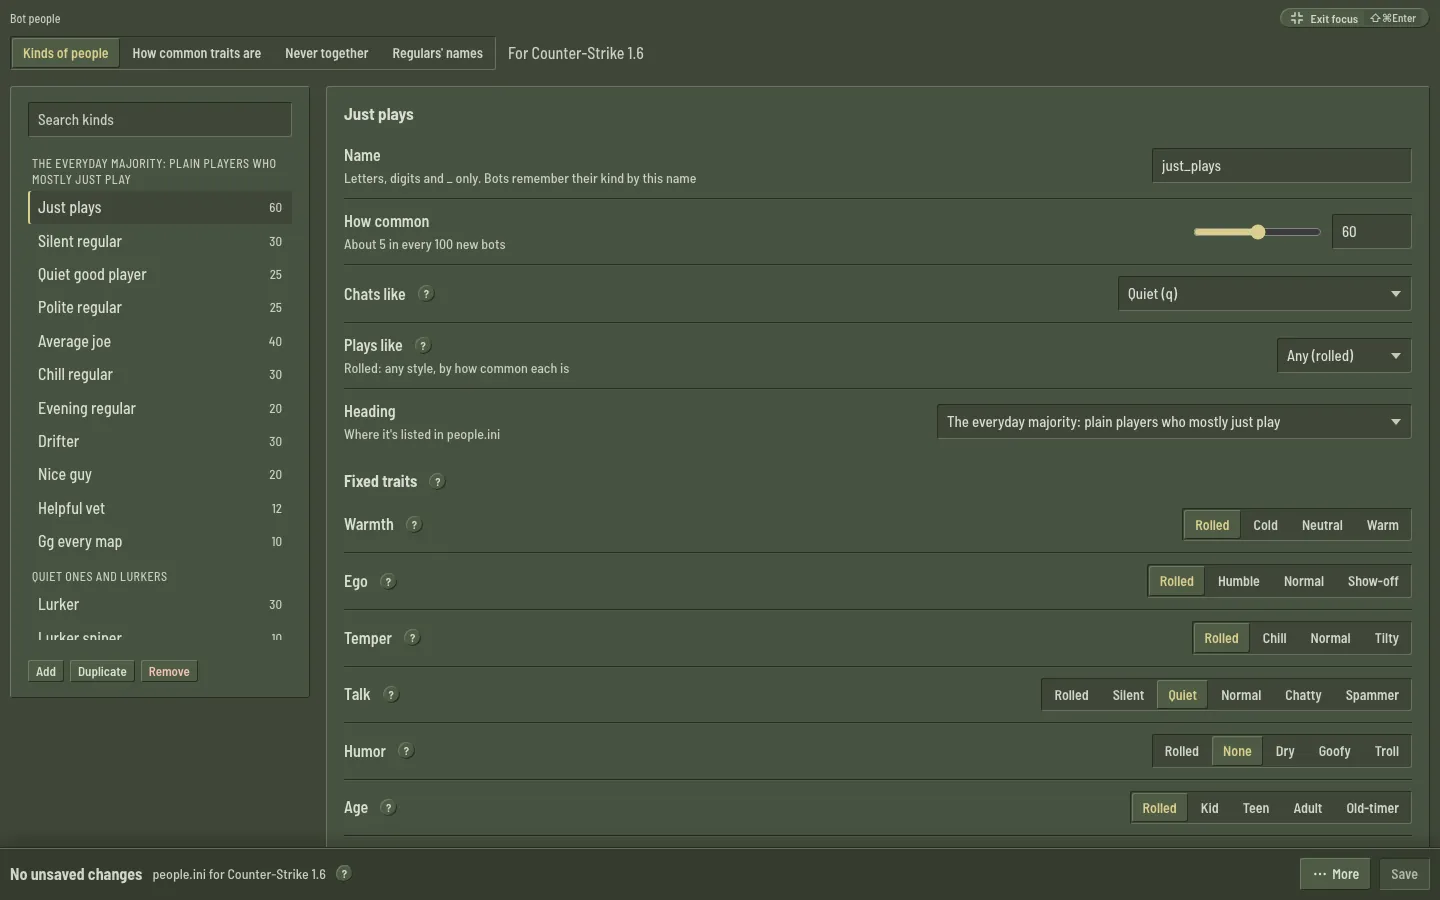 Bot people
Exit focus ⇧⌘Enter
Kinds of people How common traits are Never together Regulars' names For Counter-Strike 1.6
Search kinds
THE EVERYDAY MAJORITY: PLAIN PLAYERS WHO
MOSTLY JUST PLAY
Just plays 60
Silent regular 30
Quiet good player 25
Polite regular 25
Average joe 40
Chill regular 30
Evening regular 20
Drifter 30
Nice guy 20
Helpful vet 12
Gg every map 10
QUIET ONES AND LURKERS
Lurker 30
Lurker sniper 10
Add Duplicate Remove
Just plays
Name
Letters, digits and _ only. Bots remember their kind by this name
just_plays
How common
About 5 in every 100 new bots
60
Chats like ?
Quiet (q)
Plays like ?
Rolled: any style, by how common each is
Any (rolled)
Heading
Where it's listed in people.ini
The everyday majority: plain players who mostly just play
Fixed traits ?
Warmth ? Rolled Cold Neutral Warm
Ego ? Rolled Humble Normal Show-off
Temper ? Rolled Chill Normal Tilty
Talk ? Rolled Silent Quiet Normal Chatty Spammer
Humor ? Rolled None Dry Goofy Troll
Age ? Rolled Kid Teen Adult Old-timer
No unsaved changes people.ini for Counter-Strike 1.6 ?
··· More Save